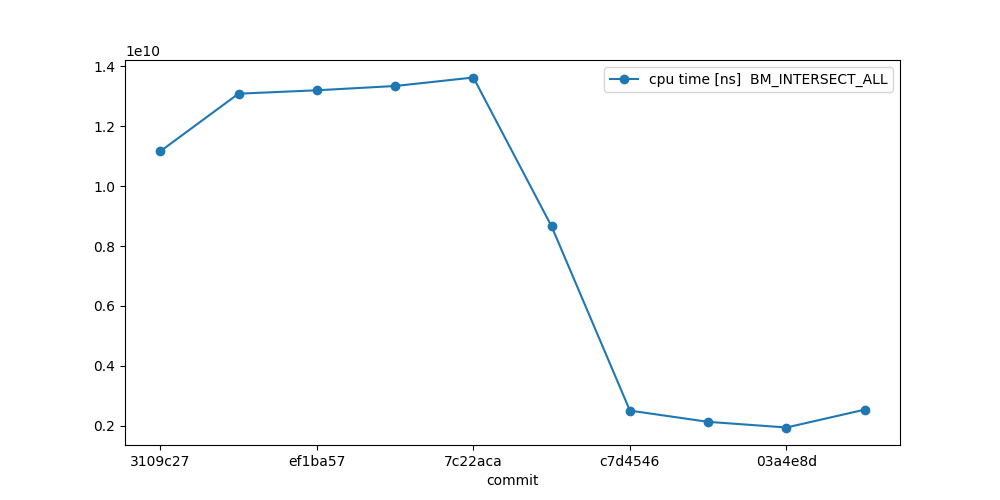 1e10
1.4
1.2
1.0
0.8
0.6
0.4
0.2
cpu time [ns]  BM_INTERSECT_ALL
3109c27 ef1ba57 7c22aca c7d4546 03a4e8d
commit